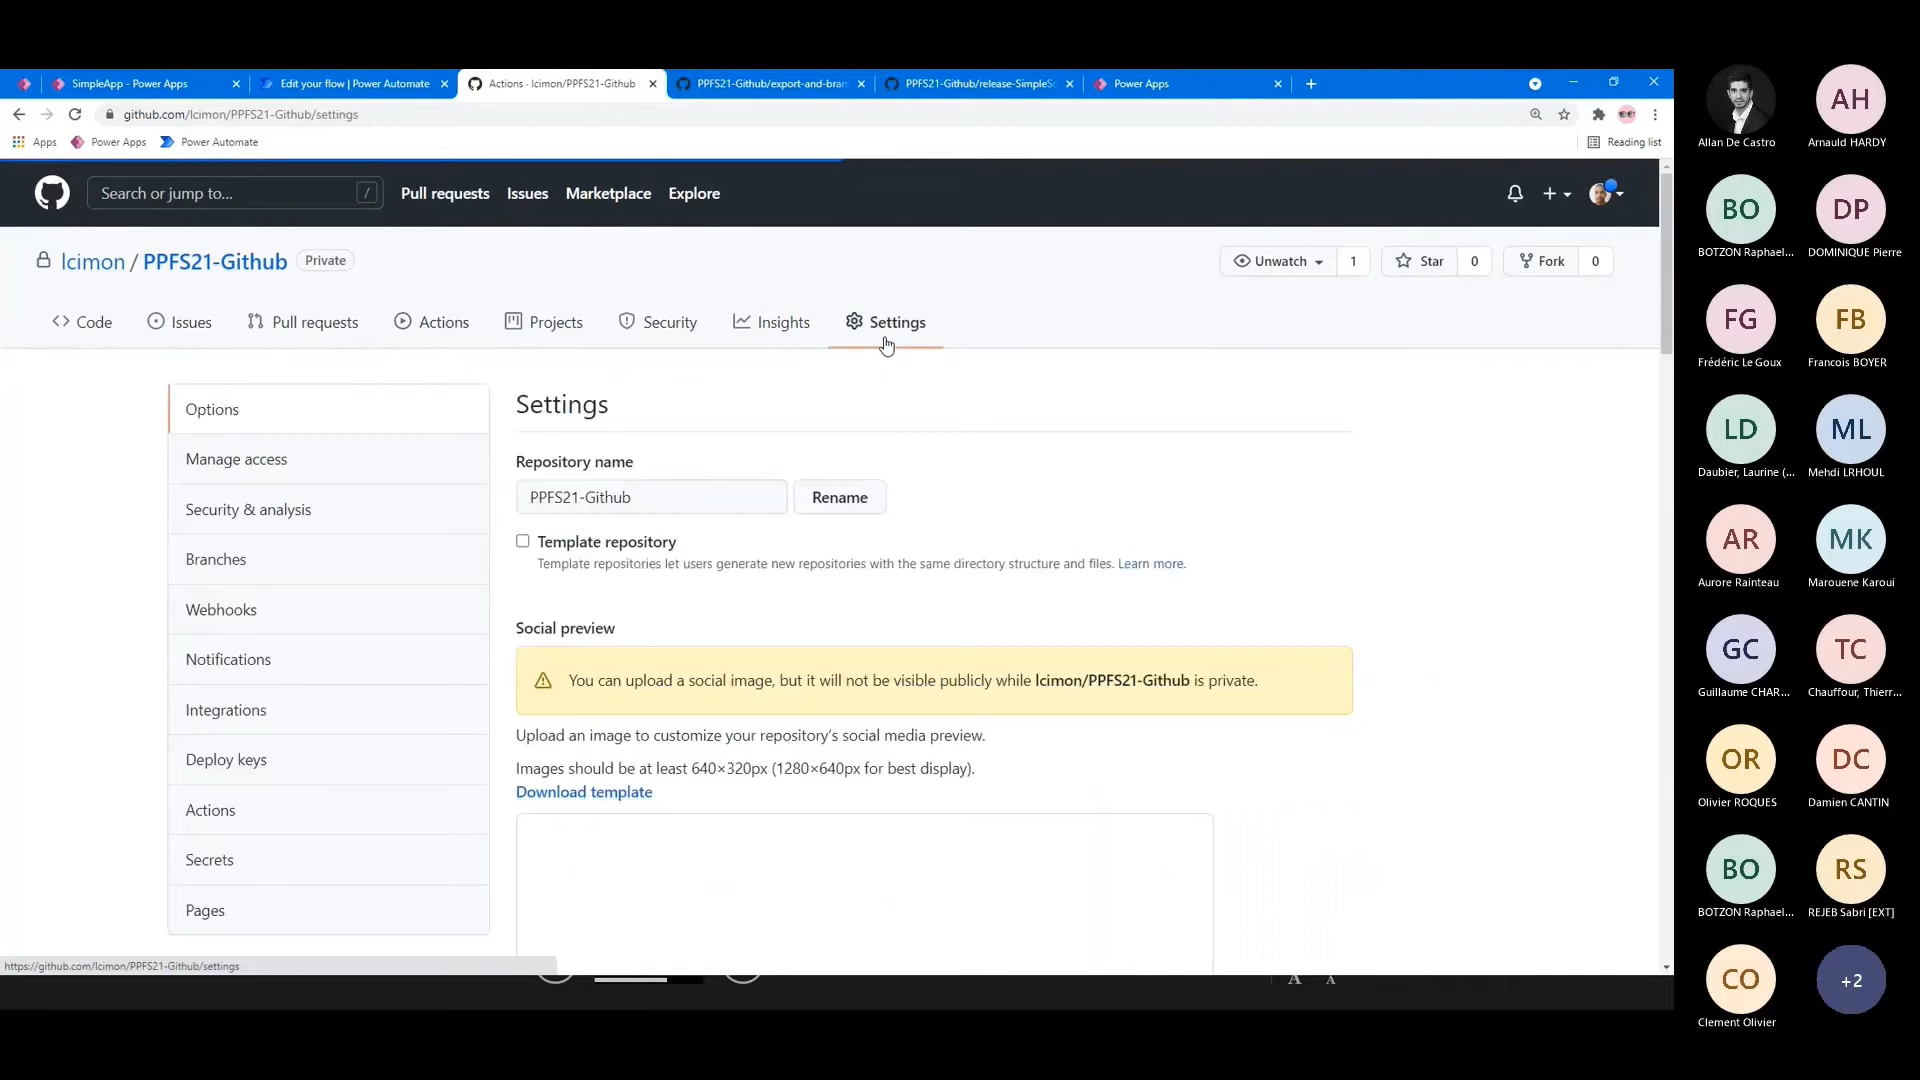 SimpleApp - Power Apps
Edit your flow | Power Automate
Actions · lcimon/PPFS21-Github
PPFS21-Github/export-and-bran
PPFS21-Github/release-SimpleSo
Power Apps
github.com/lcimon/PPFS21-Github/settings
Apps
Power Apps
Power Automate
Reading list
Search or jump to...
/
Pull requests
Issues
Marketplace
Explore
lcimon / PPFS21-Github
Private
Unwatch
1
Star
0
Fork
0
Code
Issues
Pull requests
Actions
Projects
Security
Insights
Settings
Options
Manage access
Security & analysis
Branches
Webhooks
Notifications
Integrations
Deploy keys
Actions
Secrets
Pages
Settings
Repository name
PPFS21-Github
Rename
Template repository
Template repositories let users generate new repositories with the same directory structure and files. Learn more.
Social preview
You can upload a social image, but it will not be visible publicly while lcimon/PPFS21-Github is private.
Upload an image to customize your repository's social media preview.
Images should be at least 640×320px (1280×640px for best display).
Download template
https://github.com/lcimon/PPFS21-Github/settings
A
A
Allan De Castro
AH
Arnauld HARDY
BO
BOTZON Raphael...
DP
DOMINIQUE Pierre
FG
Frédéric Le Goux
FB
Francois BOYER
LD
Daubier, Laurine (...
ML
Mehdi LRHOUL
AR
Aurore Rainteau
MK
Marouene Karoui
GC
Guillaume CHAR...
TC
Chauffour, Thierr...
OR
Olivier ROQUES
DC
Damien CANTIN
BO
BOTZON Raphael...
RS
REJEB Sabri [EXT]
CO
Clement Olivier
+2